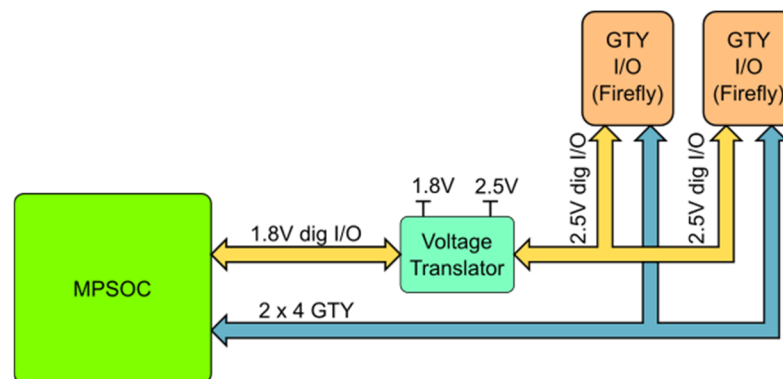 GTY
I/O
(Firefly)
GTY
I/O
(Firefly)
2.5V dig I/O
2.5V dig I/O
1.8V
2.5V
1.8V dig I/O
Voltage
Translator
MPSOC
2 x 4 GTY